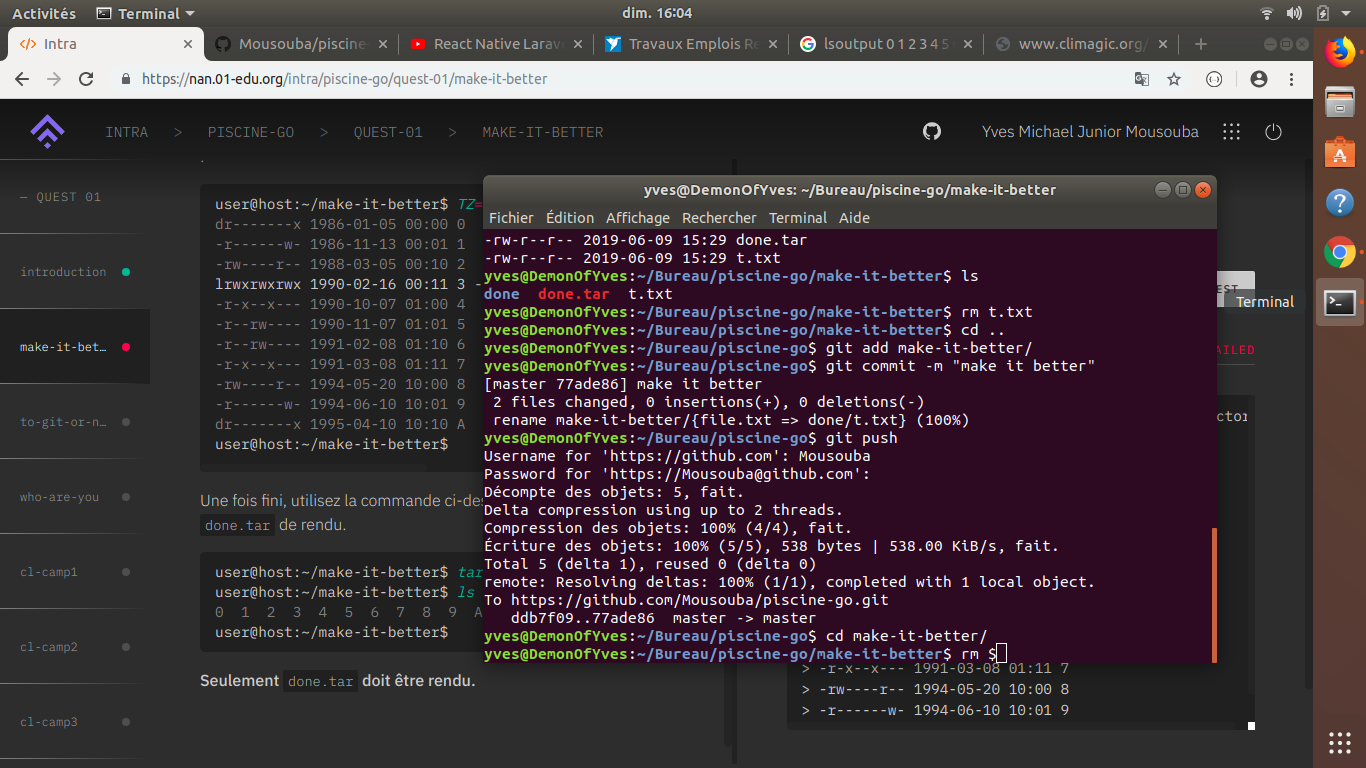 Activités Terminal dim. 16:04
Intra Mousouba/piscine- React Native Larav Travaux Emplois Re lsoutput 0 1 2 3 4 5 www.climagic.org/
https://nan.01-edu.org/intra/piscine-go/quest-01/make-it-better
INTRA > PISCINE-GO > QUEST-01 > MAKE-IT-BETTER Yves Michael Junior Mousouba
— QUEST 01
introduction
make-it-bet…
to-git-or-n…
who-are-you
cl-camp1
cl-camp2
cl-camp3
user@host:~/make-it-better$ TZ=
dr-------x 1986-01-05 00:00 0
-r------w- 1986-11-13 00:01 1
-rw----r-- 1988-03-05 00:10 2
lrwxrwxrwx 1990-02-16 00:11 3 -
-r-x--x--- 1990-10-07 01:00 4
-r--rw---- 1990-11-07 01:01 5
-r--rw---- 1991-02-08 01:10 6
-r-x--x--- 1991-03-08 01:11 7
-rw----r-- 1994-05-20 10:00 8
-r------w- 1994-06-10 10:01 9
dr-------x 1995-04-10 10:10 A
user@host:~/make-it-better$
Une fois fini, utilisez la commande ci-des
done.tar de rendu.
user@host:~/make-it-better$ tar
user@host:~/make-it-better$ ls
0 1 2 3 4 5 6 7 8 9 A
user@host:~/make-it-better$
Seulement done.tar doit être rendu.
yves@DemonOfYves: ~/Bureau/piscine-go/make-it-better
Fichier Édition Affichage Rechercher Terminal Aide
-rw-r--r-- 2019-06-09 15:29 done.tar
-rw-r--r-- 2019-06-09 15:29 t.txt
yves@DemonOfYves:~/Bureau/piscine-go/make-it-better$ ls
done done.tar t.txt
yves@DemonOfYves:~/Bureau/piscine-go/make-it-better$ rm t.txt
yves@DemonOfYves:~/Bureau/piscine-go/make-it-better$ cd ..
yves@DemonOfYves:~/Bureau/piscine-go$ git add make-it-better/
yves@DemonOfYves:~/Bureau/piscine-go$ git commit -m "make it better"
[master 77ade86] make it better
2 files changed, 0 insertions(+), 0 deletions(-)
rename make-it-better/{file.txt => done/t.txt} (100%)
yves@DemonOfYves:~/Bureau/piscine-go$ git push
Username for 'https://github.com': Mousouba
Password for 'https://Mousouba@github.com':
Décompte des objets: 5, fait.
Delta compression using up to 2 threads.
Compression des objets: 100% (4/4), fait.
Écriture des objets: 100% (5/5), 538 bytes | 538.00 KiB/s, fait.
Total 5 (delta 1), reused 0 (delta 0)
remote: Resolving deltas: 100% (1/1), completed with 1 local object.
To https://github.com/Mousouba/piscine-go.git
ddb7f09..77ade86 master -> master
yves@DemonOfYves:~/Bureau/piscine-go$ cd make-it-better/
yves@DemonOfYves:~/Bureau/piscine-go/make-it-better$ rm $
EST
Terminal
AILED
ctor
> -r-x--x--- 1991-03-08 01:11 7
> -rw----r-- 1994-05-20 10:00 8
> -r------w- 1994-06-10 10:01 9